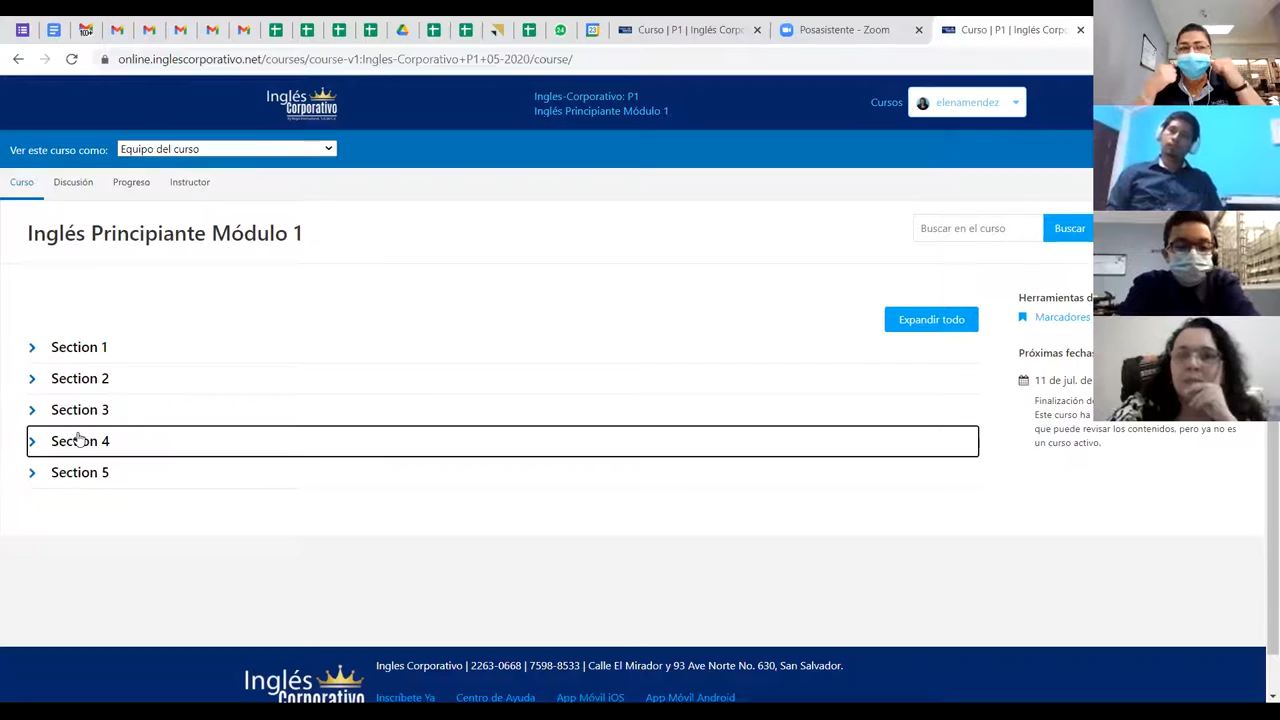 Curso | P1 | Inglés Corpo
Posasistente - Zoom
Curso | P1 | Inglés Corpo
online.inglescorporativo.net/courses/course-v1:Ingles-Corporativo+P1+05-2020/course/
Inglés
Corporativo
Ingles-Corporativo: P1
Inglés Principiante Módulo 1
Cursos
elenamendez
Ver este curso como:
Equipo del curso
Curso
Discusión
Progreso
Instructor
Inglés Principiante Módulo 1
Buscar en el curso
Buscar
Herramientas d
Marcadores
Expandir todo
Section 1
Section 2
Section 3
Section 4
Section 5
Próximas fechas
11 de jul. de
Finalización de
Este curso ha
que puede revisar los contenidos, pero ya no es
un curso activo.
Inglés
Corporativo
Ingles Corporativo | 2263-0668 | 7598-8533 | Calle El Mirador y 93 Ave Norte No. 630, San Salvador.
Inscríbete Ya
Centro de Ayuda
App Móvil iOS
App Móvil Android